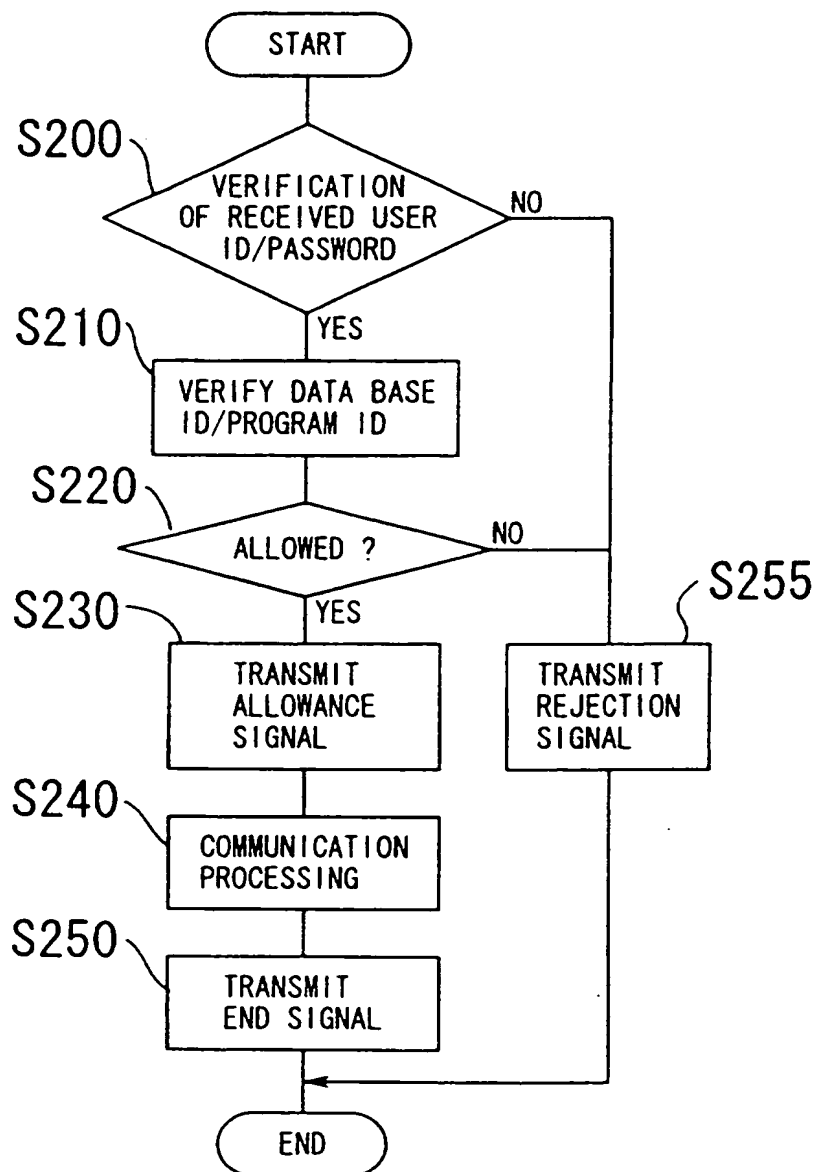 START
S200
VERIFICATION
OF RECEIVED USER
ID/PASSWORD
NO
YES
S210
VERIFY DATA BASE
ID/PROGRAM ID
S220
ALLOWED ?
NO
YES
S230
TRANSMIT
ALLOWANCE
SIGNAL
S255
TRANSMIT
REJECTION
SIGNAL
S240
COMMUNICATION
PROCESSING
S250
TRANSMIT
END SIGNAL
END